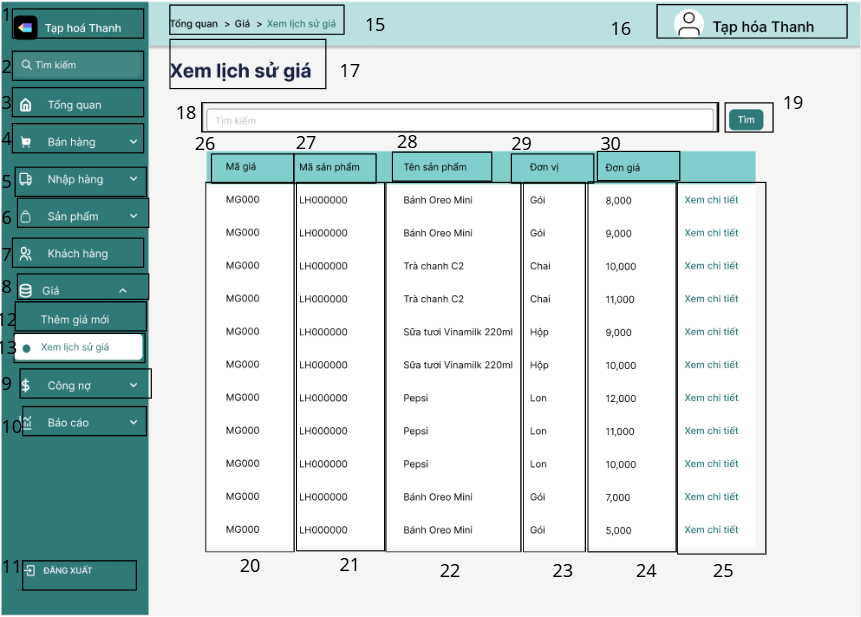 1 Tạp hoá Thanh
2 Tìm kiếm
3 Tổng quan
4 Bán hàng
5 Nhập hàng
6 Sản phẩm
7 Khách hàng
8 Giá
12 Thêm giá mới
13 Xem lịch sử giá
9 Công nợ
10 Báo cáo
11 ĐĂNG XUẤT
Tổng quan > Giá > Xem lịch sử giá 15
16 Tạp hóa Thanh
Xem lịch sử giá 17
18 Tìm kiếm Tìm 19
26 27 28 29 30
Mã giá Mã sản phẩm Tên sản phẩm Đơn vị Đơn giá
MG000 LH000000 Bánh Oreo Mini Gói 8,000 Xem chi tiết
MG000 LH000000 Bánh Oreo Mini Gói 9,000 Xem chi tiết
MG000 LH000000 Trà chanh C2 Chai 10,000 Xem chi tiết
MG000 LH000000 Trà chanh C2 Chai 11,000 Xem chi tiết
MG000 LH000000 Sữa tươi Vinamilk 220ml Hộp 9,000 Xem chi tiết
MG000 LH000000 Sữa tươi Vinamilk 220ml Hộp 10,000 Xem chi tiết
MG000 LH000000 Pepsi Lon 12,000 Xem chi tiết
MG000 LH000000 Pepsi Lon 11,000 Xem chi tiết
MG000 LH000000 Pepsi Lon 10,000 Xem chi tiết
MG000 LH000000 Bánh Oreo Mini Gói 7,000 Xem chi tiết
MG000 LH000000 Bánh Oreo Mini Gói 5,000 Xem chi tiết
20 21 22 23 24 25